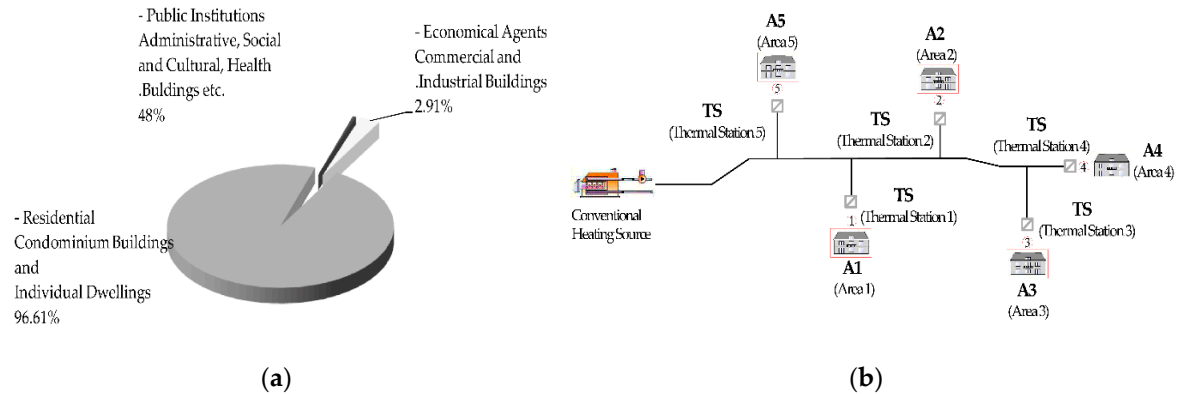 - Public Institutions
Administrative, Social
and Cultural, Health
.Buldings etc.
48%
- Economical Agents
Commercial and
.Industrial Buildings
2.91%
- Residential
Condominium Buildings
and
Individual Dwellings
96.61%
(a)
A5
(Area 5)
5
TS
(Thermal Station 5)
A2
(Area 2)
2
TS
(Thermal Station 2)
TS
(Thermal Station 4)
4
A4
(Area 4)
Conventional
Heating Source
1
TS
(Thermal Station 1)
A1
(Area 1)
TS
(Thermal Station 3)
3
A3
(Area 3)
(b)